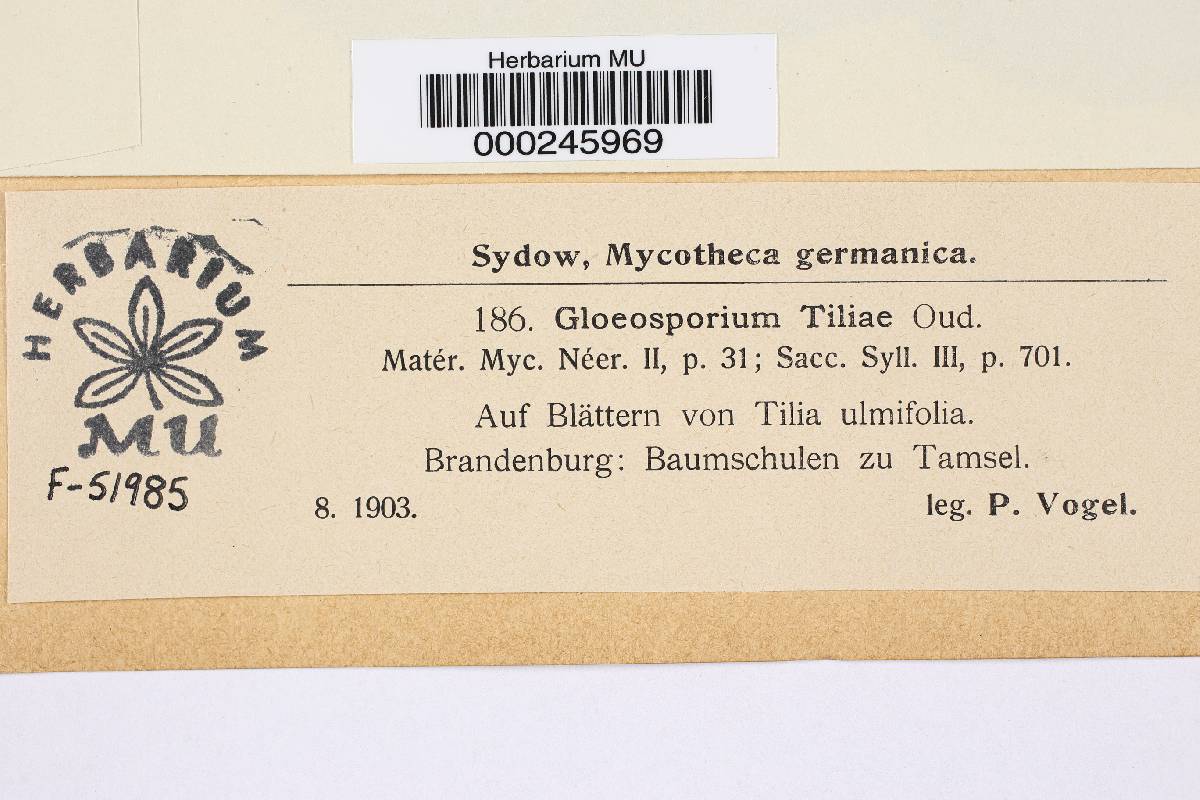 Herbarium MU
000245969
HERBARIUM
MU
F-51985
Sydow, Mycotheca germanica.
186. Gloeosporium Tiliae Oud.
Matér. Myc. Néer. II, p. 31; Sacc. Syll. III, p. 701.
Auf Blättern von Tilia ulmifolia.
Brandenburg: Baumschulen zu Tamsel.
8. 1903. leg. P. Vogel.